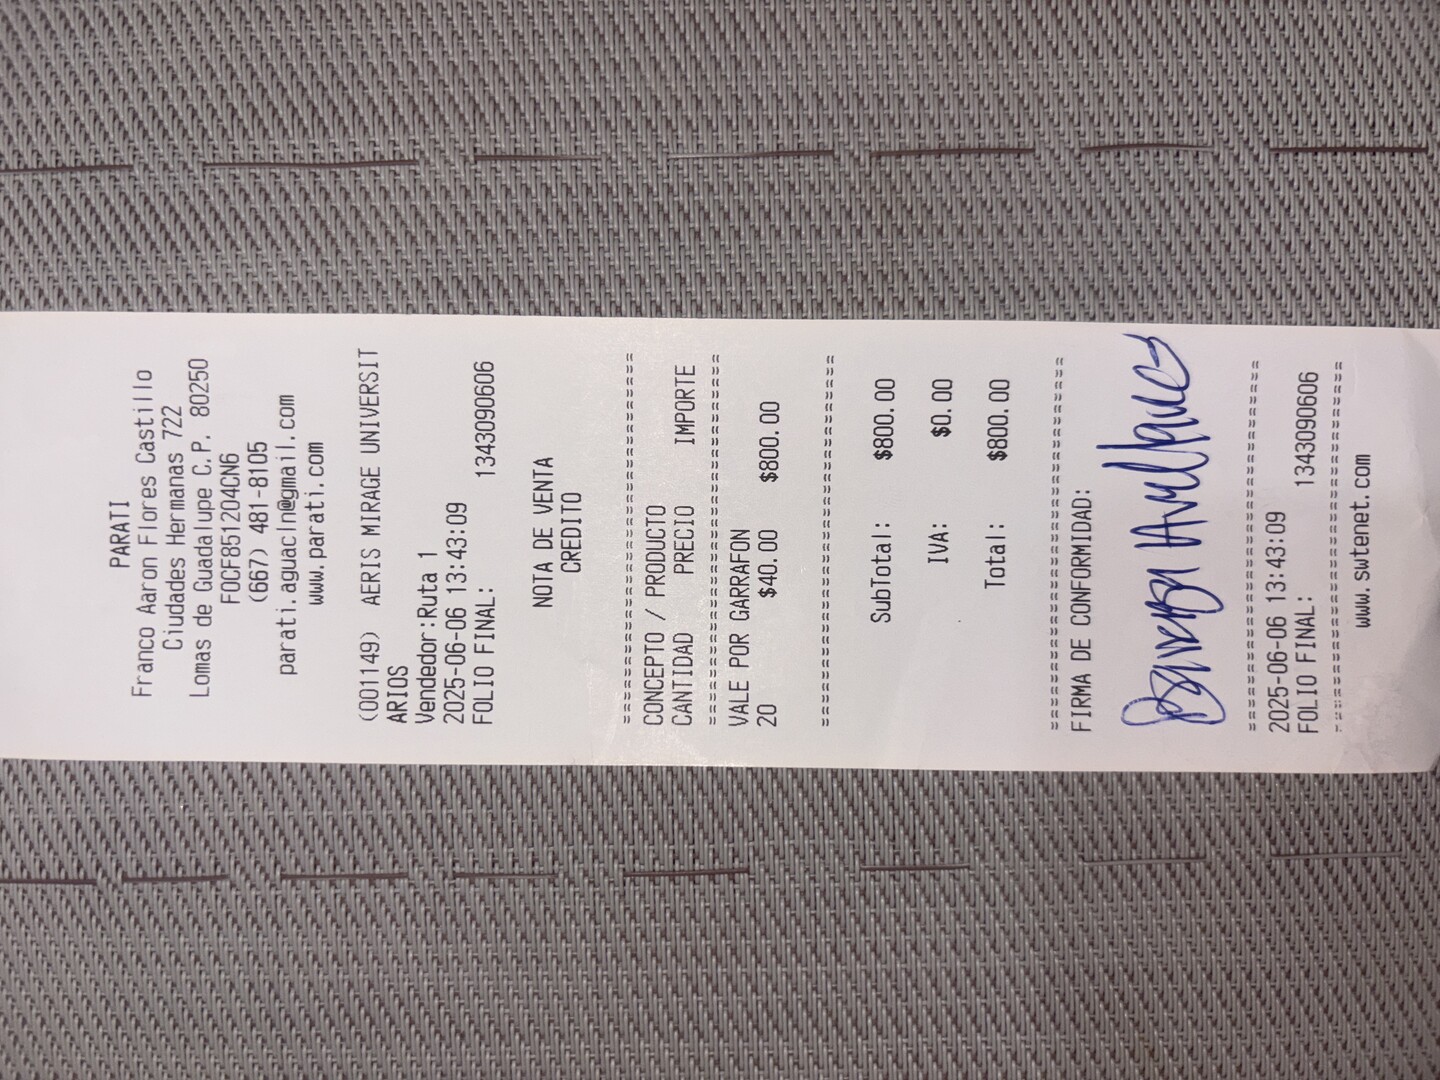 PARATI
Franco Aaron Flores Castillo
Ciudades Hermanas 722
Lomas de Guadalupe C.P. 80250
FOCF851204CN6
(667) 481-8105
parati.aguacln@gmail.com
www.parati.com
(001149) AERIS MIRAGE UNIVERSIT
ARIOS
Vendedor:Ruta 1
2025-06-06 13:43:09
FOLIO FINAL: 1343090606
NOTA DE VENTA
CREDITO
==============================
CONCEPTO / PRODUCTO
CANTIDAD PRECIO IMPORTE
==============================
VALE POR GARRAFON
20 $40.00 $800.00
==============================
SubTotal: $800.00
IVA: $0.00
Total: $800.00
==============================
FIRMA DE CONFORMIDAD:
==============================
2025-06-06 13:43:09
FOLIO FINAL: 1343090606
==============================
www.swtenet.com